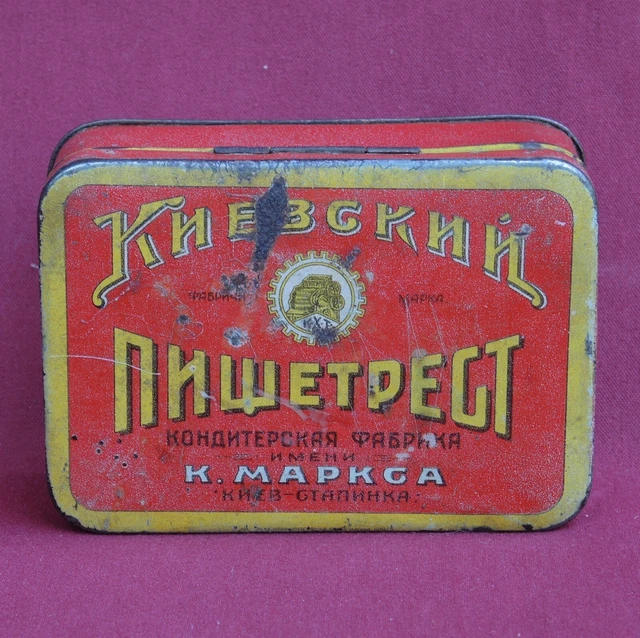 КИЕВСКИЙ
ФАБРИЧН. МАРКА
ПИЩЕТРЕСТ
КОНДИТЕРСКАЯ ФАБРИКА
ИМЕНИ
К. МАРКСА
КИЕВ-СТАЛИНКА